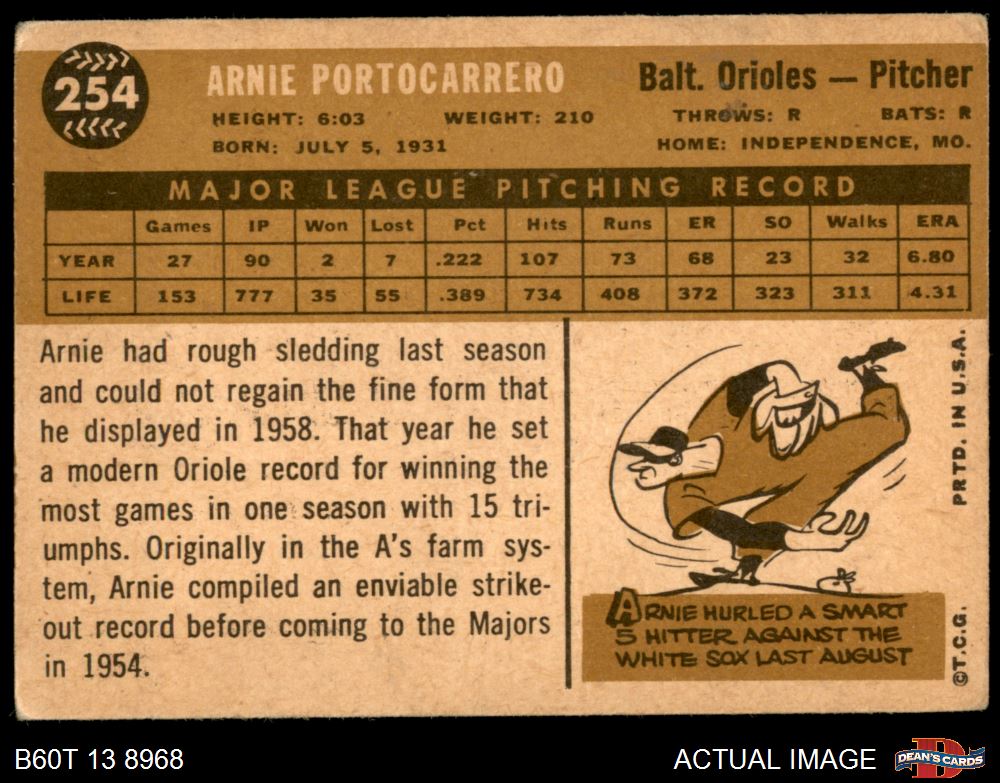 254
ARNIE PORTOCARRERO
Balt. Orioles — Pitcher
HEIGHT: 6:03 WEIGHT: 210
THROWS: R BATS: R
BORN: JULY 5, 1931
HOME: INDEPENDENCE, MO.
MAJOR LEAGUE PITCHING RECORD
Games IP Won Lost Pct Hits Runs ER SO Walks ERA
YEAR 27 90 2 7 .222 107 73 68 23 32 6.80
LIFE 153 777 35 55 .389 734 408 372 323 311 4.31
Arnie had rough sledding last season
and could not regain the fine form that
he displayed in 1958. That year he set
a modern Oriole record for winning the
most games in one season with 15 tri-
umphs. Originally in the A's farm sys-
tem, Arnie compiled an enviable strike-
out record before coming to the Majors
in 1954.
ARNIE HURLED A SMART
5 HITTER AGAINST THE
WHITE SOX LAST AUGUST
©T.C.G. PRTD. IN U.S.A.
B60T 13 8968
ACTUAL IMAGE
DEAN'S CARDS